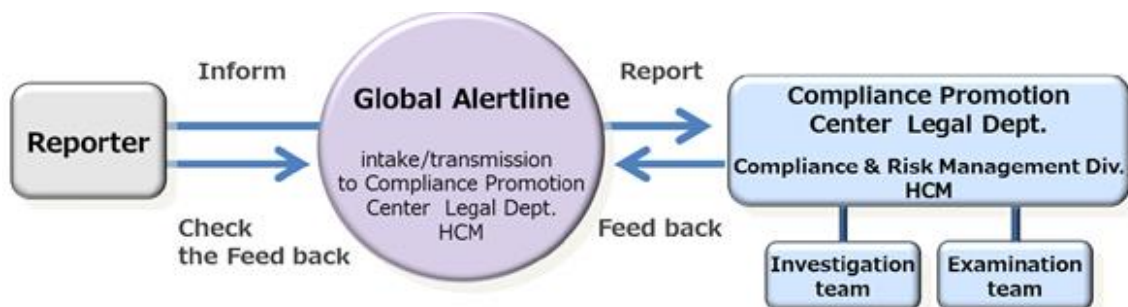 Inform
Report
Reporter
Global Alertline
intake/transmission
to Compliance Promotion
Center Legal Dept.
HCM
Compliance Promotion
Center Legal Dept.
Compliance & Risk Management Div.
HCM
Check
the Feed back
Feed back
Investigation
team
Examination
team